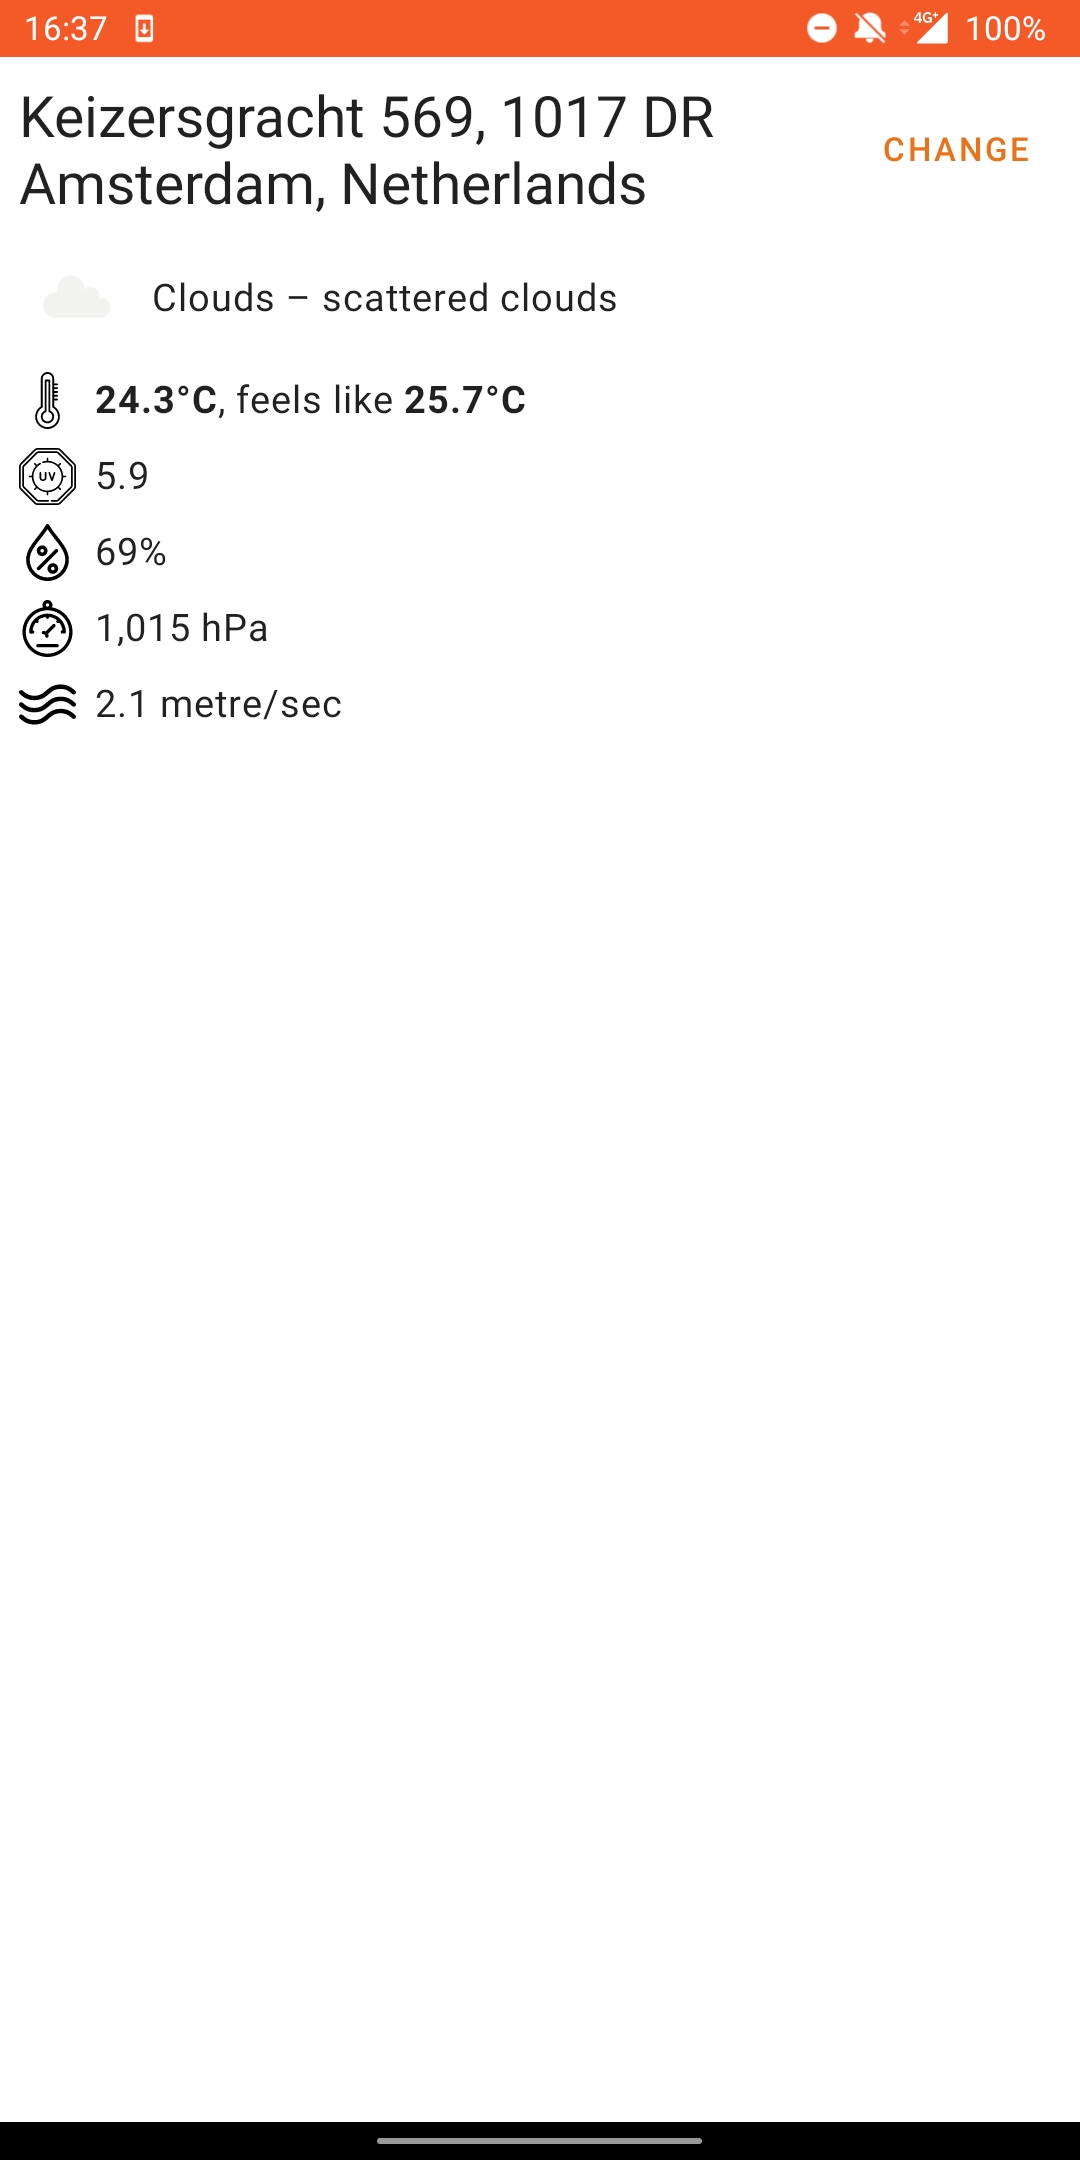 16:37 4G+ 100%
Keizersgracht 569, 1017 DR
Amsterdam, Netherlands
CHANGE
Clouds – scattered clouds
24.3°C, feels like 25.7°C
UV 5.9
% 69%
1,015 hPa
2.1 metre/sec